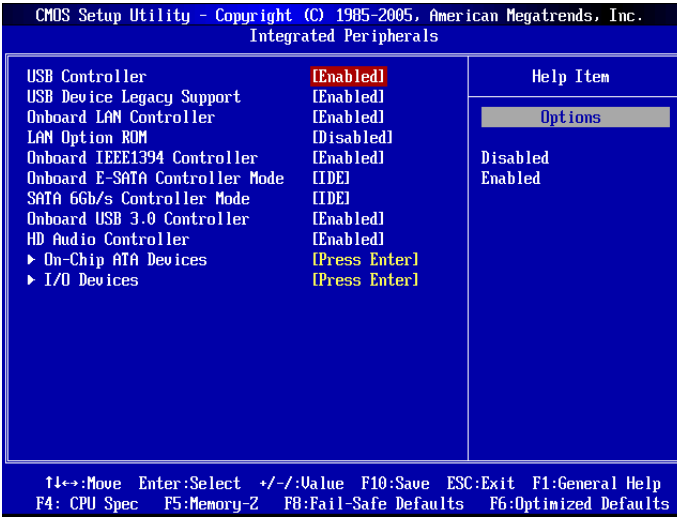 CMOS Setup Utility - Copyright (C) 1985-2005, American Megatrends, Inc.
Integrated Peripherals
USB Controller [Enabled]
USB Device Legacy Support [Enabled]
Onboard LAN Controller [Enabled]
LAN Option ROM [Disabled]
Onboard IEEE1394 Controller [Enabled]
Onboard E-SATA Controller Mode [IDE]
SATA 6Gb/s Controller Mode [IDE]
Onboard USB 3.0 Controller [Enabled]
HD Audio Controller [Enabled]
▶ On-Chip ATA Devices [Press Enter]
▶ I/O Devices [Press Enter]
Help Item
Options
Disabled
Enabled
↑↓←→:Move Enter:Select +/-/:Value F10:Save ESC:Exit F1:General Help
F4: CPU Spec F5:Memory-Z F8:Fail-Safe Defaults F6:Optimized Defaults